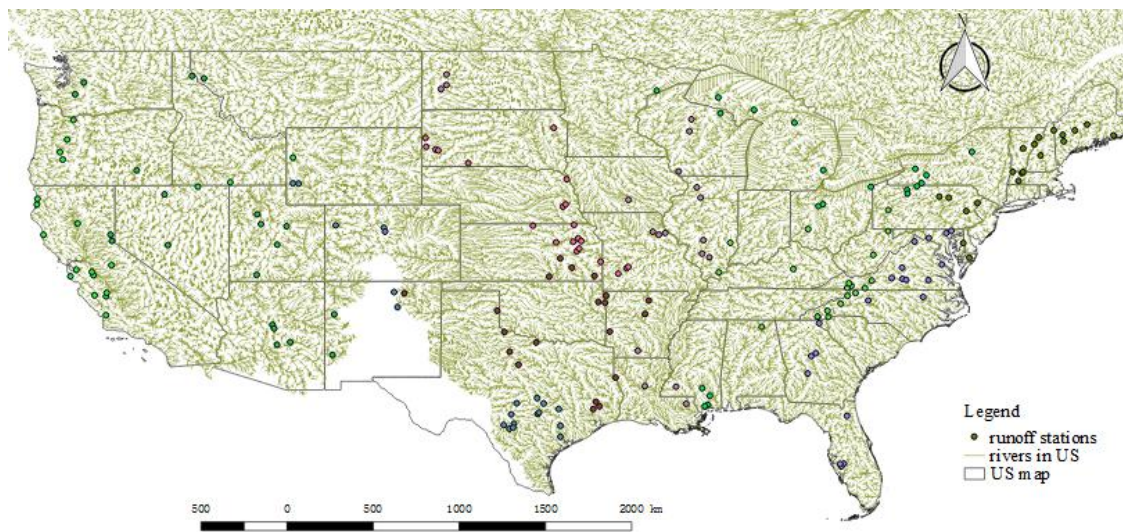 N
Legend
runoff stations
rivers in US
US map
500 0 500 1000 1500 2000 km